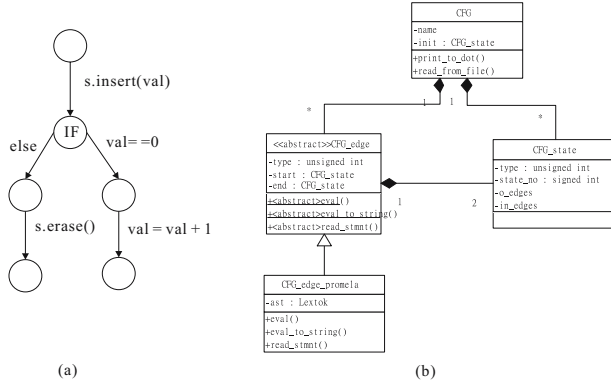 s.insert(val)
IF
else
val==0
s.erase()
val = val + 1
(a)
CFG
-name
-init : CFG_state
+print_to_dot()
+read_from_file()
1
1
*
*
<<abstract>>CFG_edge
-type : unsigned int
-start : CFG_state
-end : CFG_state
+<abstract>eval()
+<abstract>eval_to_string()
+<abstract>read_stmnt()
1
2
CFG_state
-type : unsigned int
-state_no : signed int
-o_edges
-in_edges
CFG_edge_promela
-ast : Lextok
+eval()
+eval_to_string()
+read_stmnt()
(b)